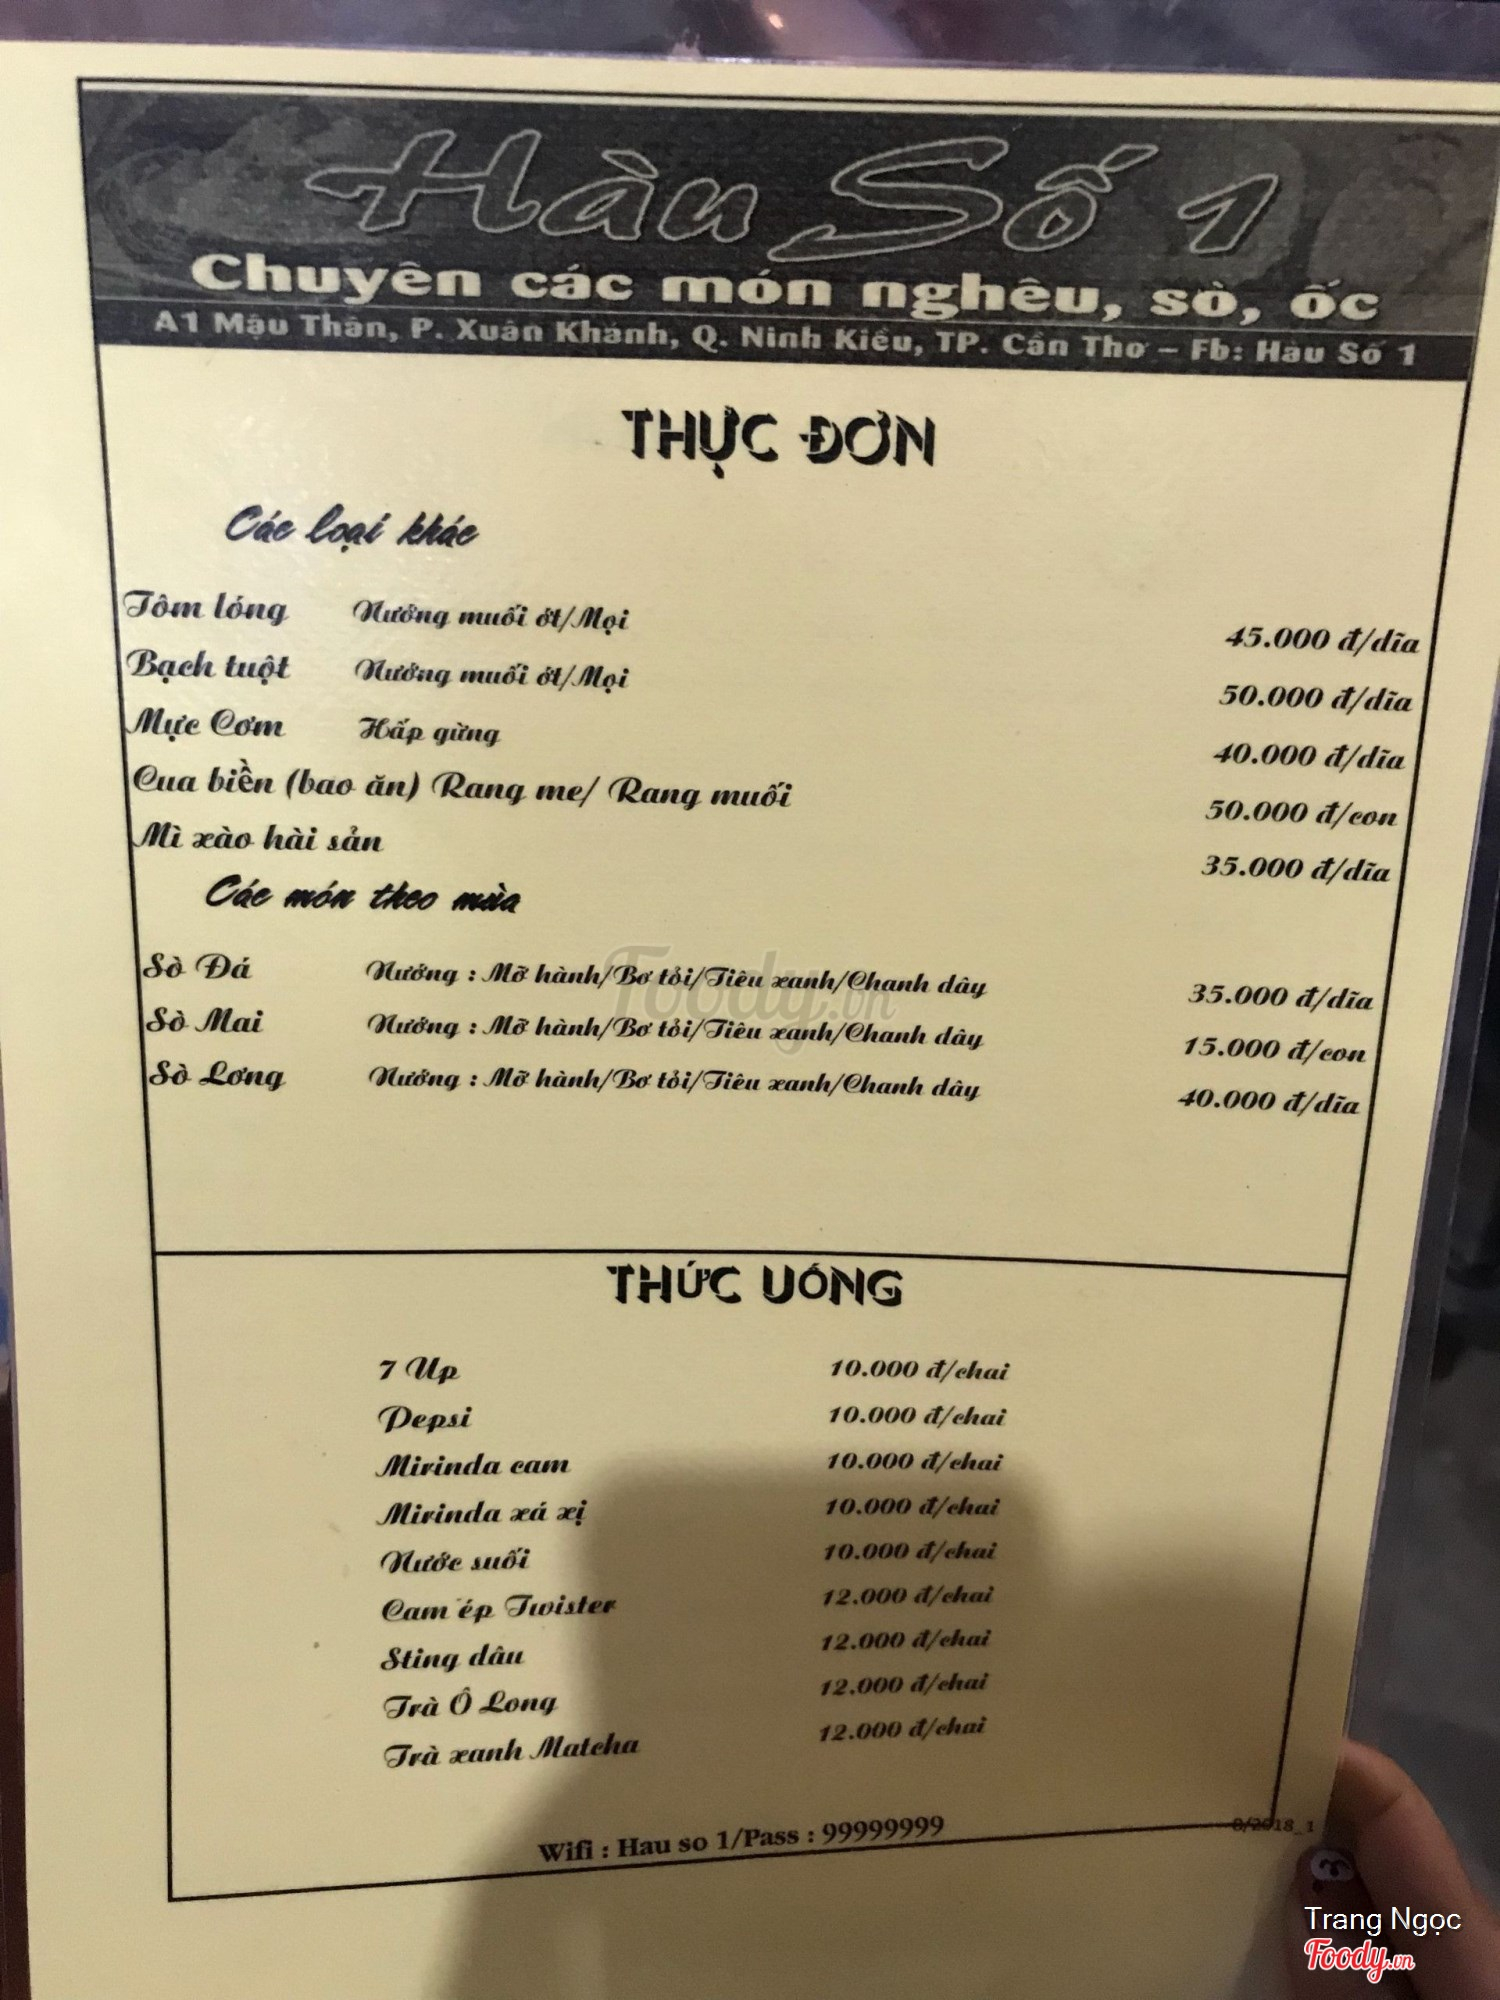 Hàu Số 1
Chuyên các món nghêu, sò, ốc
A1 Mậu Thân, P. Xuân Khánh, Q. Ninh Kiều, TP. Cần Thơ – Fb: Hàu Số 1
THỰC ĐƠN
Các loại khác
Tôm lóng Nướng muối ớt/Mọi 45.000 đ/dĩa
Bạch tuột Nướng muối ớt/Mọi 50.000 đ/dĩa
Mực Cơm Hấp gừng 40.000 đ/dĩa
Cua biền (bao ăn) Rang me/ Rang muối 50.000 đ/con
Mì xào hài sản 35.000 đ/dĩa
Các món theo mùa
Sò Đá Nướng : Mỡ hành/Bơ tỏi/Tiêu xanh/Chanh dây 35.000 đ/dĩa
Sò Mai Nướng : Mỡ hành/Bơ tỏi/Tiêu xanh/Chanh dây 15.000 đ/con
Sò Lơng Nướng : Mỡ hành/Bơ tỏi/Tiêu xanh/Chanh dây 40.000 đ/dĩa
Foody.vn
THỨC UỐNG
7 Up 10.000 đ/chai
Pepsi 10.000 đ/chai
Mirinda cam 10.000 đ/chai
Mirinda xá xị 10.000 đ/chai
Nước suối 10.000 đ/chai
Cam ép Twister 12.000 đ/chai
Sting dâu 12.000 đ/chai
Trà Ô Long 12.000 đ/chai
Trà xanh Matcha 12.000 đ/chai
Wifi : Hau so 1/Pass : 99999999
8/2018_1
Trang Ngọc
Foody.vn